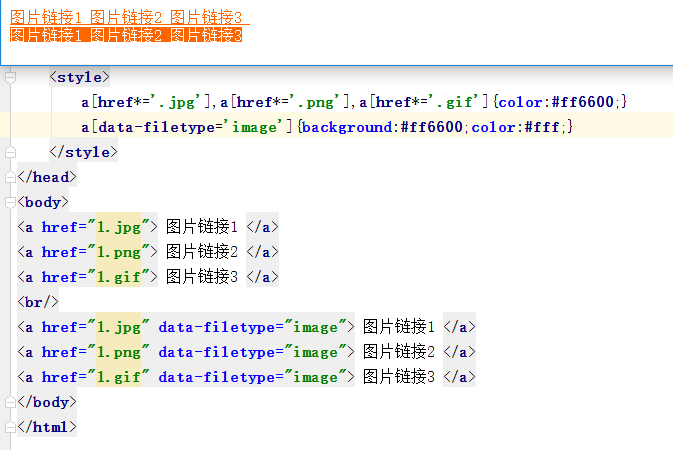 图片链接1 图片链接2 图片链接3
图片链接1 图片链接2 图片链接3
<style>
a[href*='.jpg'],a[href*='.png'],a[href*='.gif']{color:#ff6600;}
a[data-filetype='image']{background:#ff6600;color:#fff;}
</style>
</head>
<body>
<a href="1.jpg"> 图片链接1 </a>
<a href="1.png"> 图片链接2 </a>
<a href="1.gif"> 图片链接3 </a>
<br/>
<a href="1.jpg" data-filetype="image"> 图片链接1 </a>
<a href="1.png" data-filetype="image"> 图片链接2 </a>
<a href="1.gif" data-filetype="image"> 图片链接3 </a>
</body>
</html>